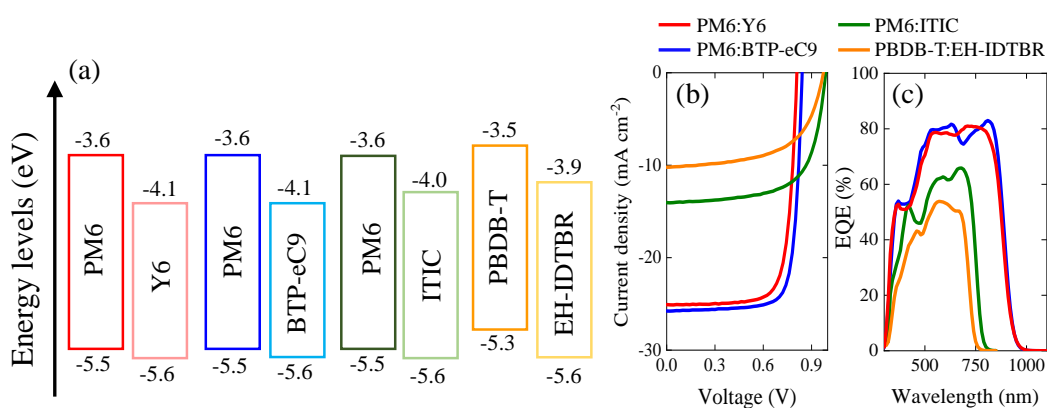 PM6:Y6
PM6:ITIC
PM6:BTP-eC9
PBDB-T:EH-IDTBR
(a)
Energy levels (eV)
-3.6
-4.1
-3.6
-4.1
-3.6
-4.0
-3.5
-3.9
PM6
Y6
PM6
BTP-eC9
PM6
ITIC
PBDB-T
EH-IDTBR
-5.5
-5.6
-5.5
-5.6
-5.5
-5.6
-5.3
-5.6
(b)
Current density (mA cm-2)
0
-10
-20
-30
0.0
0.3
0.6
0.9
Voltage (V)
(c)
EQE (%)
100
80
60
40
20
0
500
750
1000
Wavelength (nm)